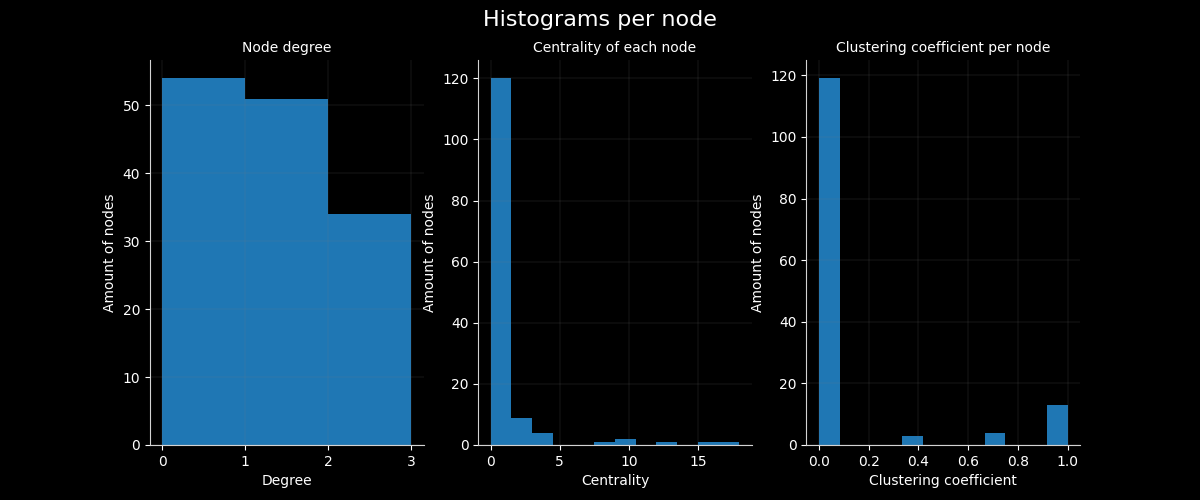 Histograms per node
Node degree
Amount of nodes
50
40
30
20
10
0
0 1 2 3
Degree
Centrality of each node
Amount of nodes
120
100
80
60
40
20
0
0 5 10 15
Centrality
Clustering coefficient per node
Amount of nodes
120
100
80
60
40
20
0
0.0 0.2 0.4 0.6 0.8 1.0
Clustering coefficient